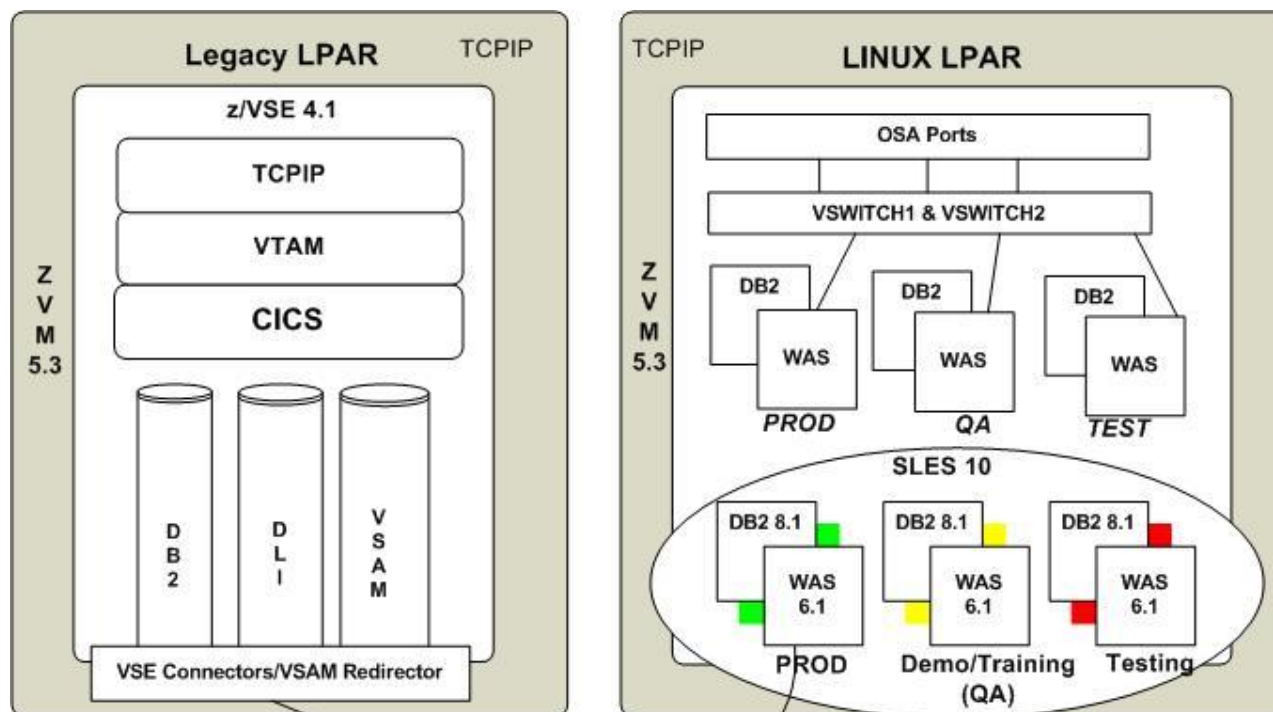 Legacy LPAR
TCPIP
z/VSE 4.1
TCPIP
VTAM
CICS
Z
V
M
5.3
D
B
2
D
L
I
V
S
A
M
VSE Connectors/VSAM Redirector
TCPIP
LINUX LPAR
OSA Ports
VSWITCH1 & VSWITCH2
Z
V
M
5.3
DB2
WAS
PROD
DB2
WAS
QA
DB2
WAS
TEST
SLES 10
DB2 8.1
WAS
6.1
PROD
DB2 8.1
WAS
6.1
Demo/Training
(QA)
DB2 8.1
WAS
6.1
Testing